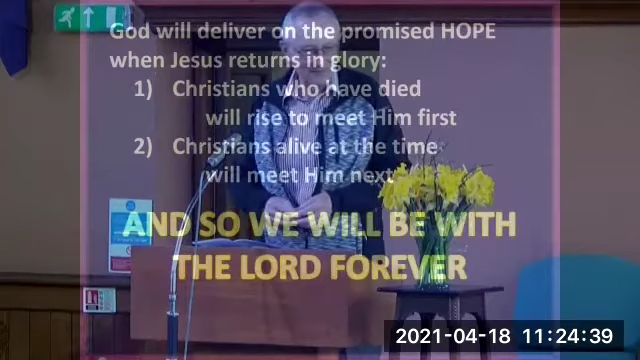 God will deliver on the promised HOPE
when Jesus returns in glory:
1) Christians who have died
will rise to meet Him first
2) Christians alive at the time
will meet Him next
AND SO WE WILL BE WITH
THE LORD FOREVER
2021-04-18 11:24:39